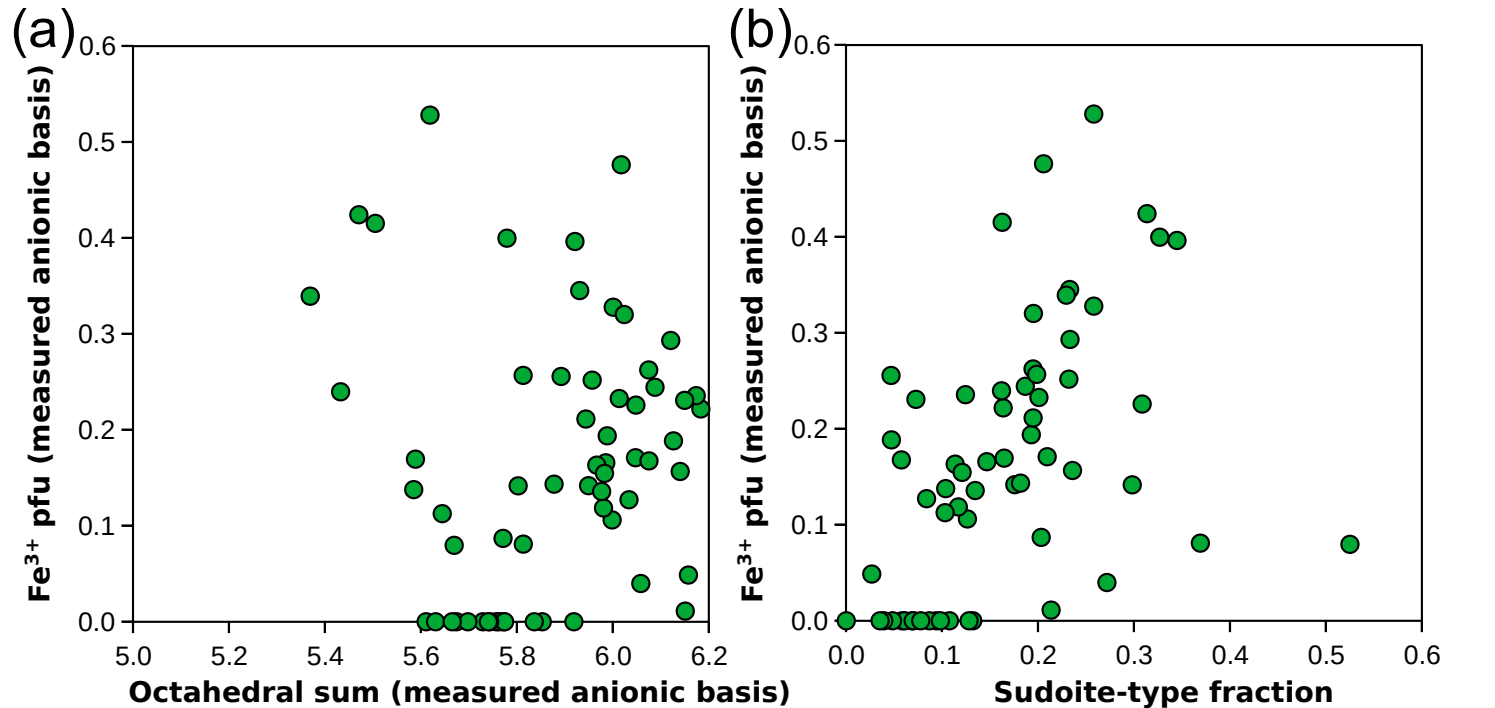 (a)
0.6
0.5
0.4
0.3
0.2
0.1
0.0
5.0 5.2 5.4 5.6 5.8 6.0 6.2
Fe³⁺ pfu (measured anionic basis)
Octahedral sum (measured anionic basis)
(b)
0.6
0.5
0.4
0.3
0.2
0.1
0.0
0.0 0.1 0.2 0.3 0.4 0.5 0.6
Fe³⁺ pfu (measured anionic basis)
Sudoite-type fraction